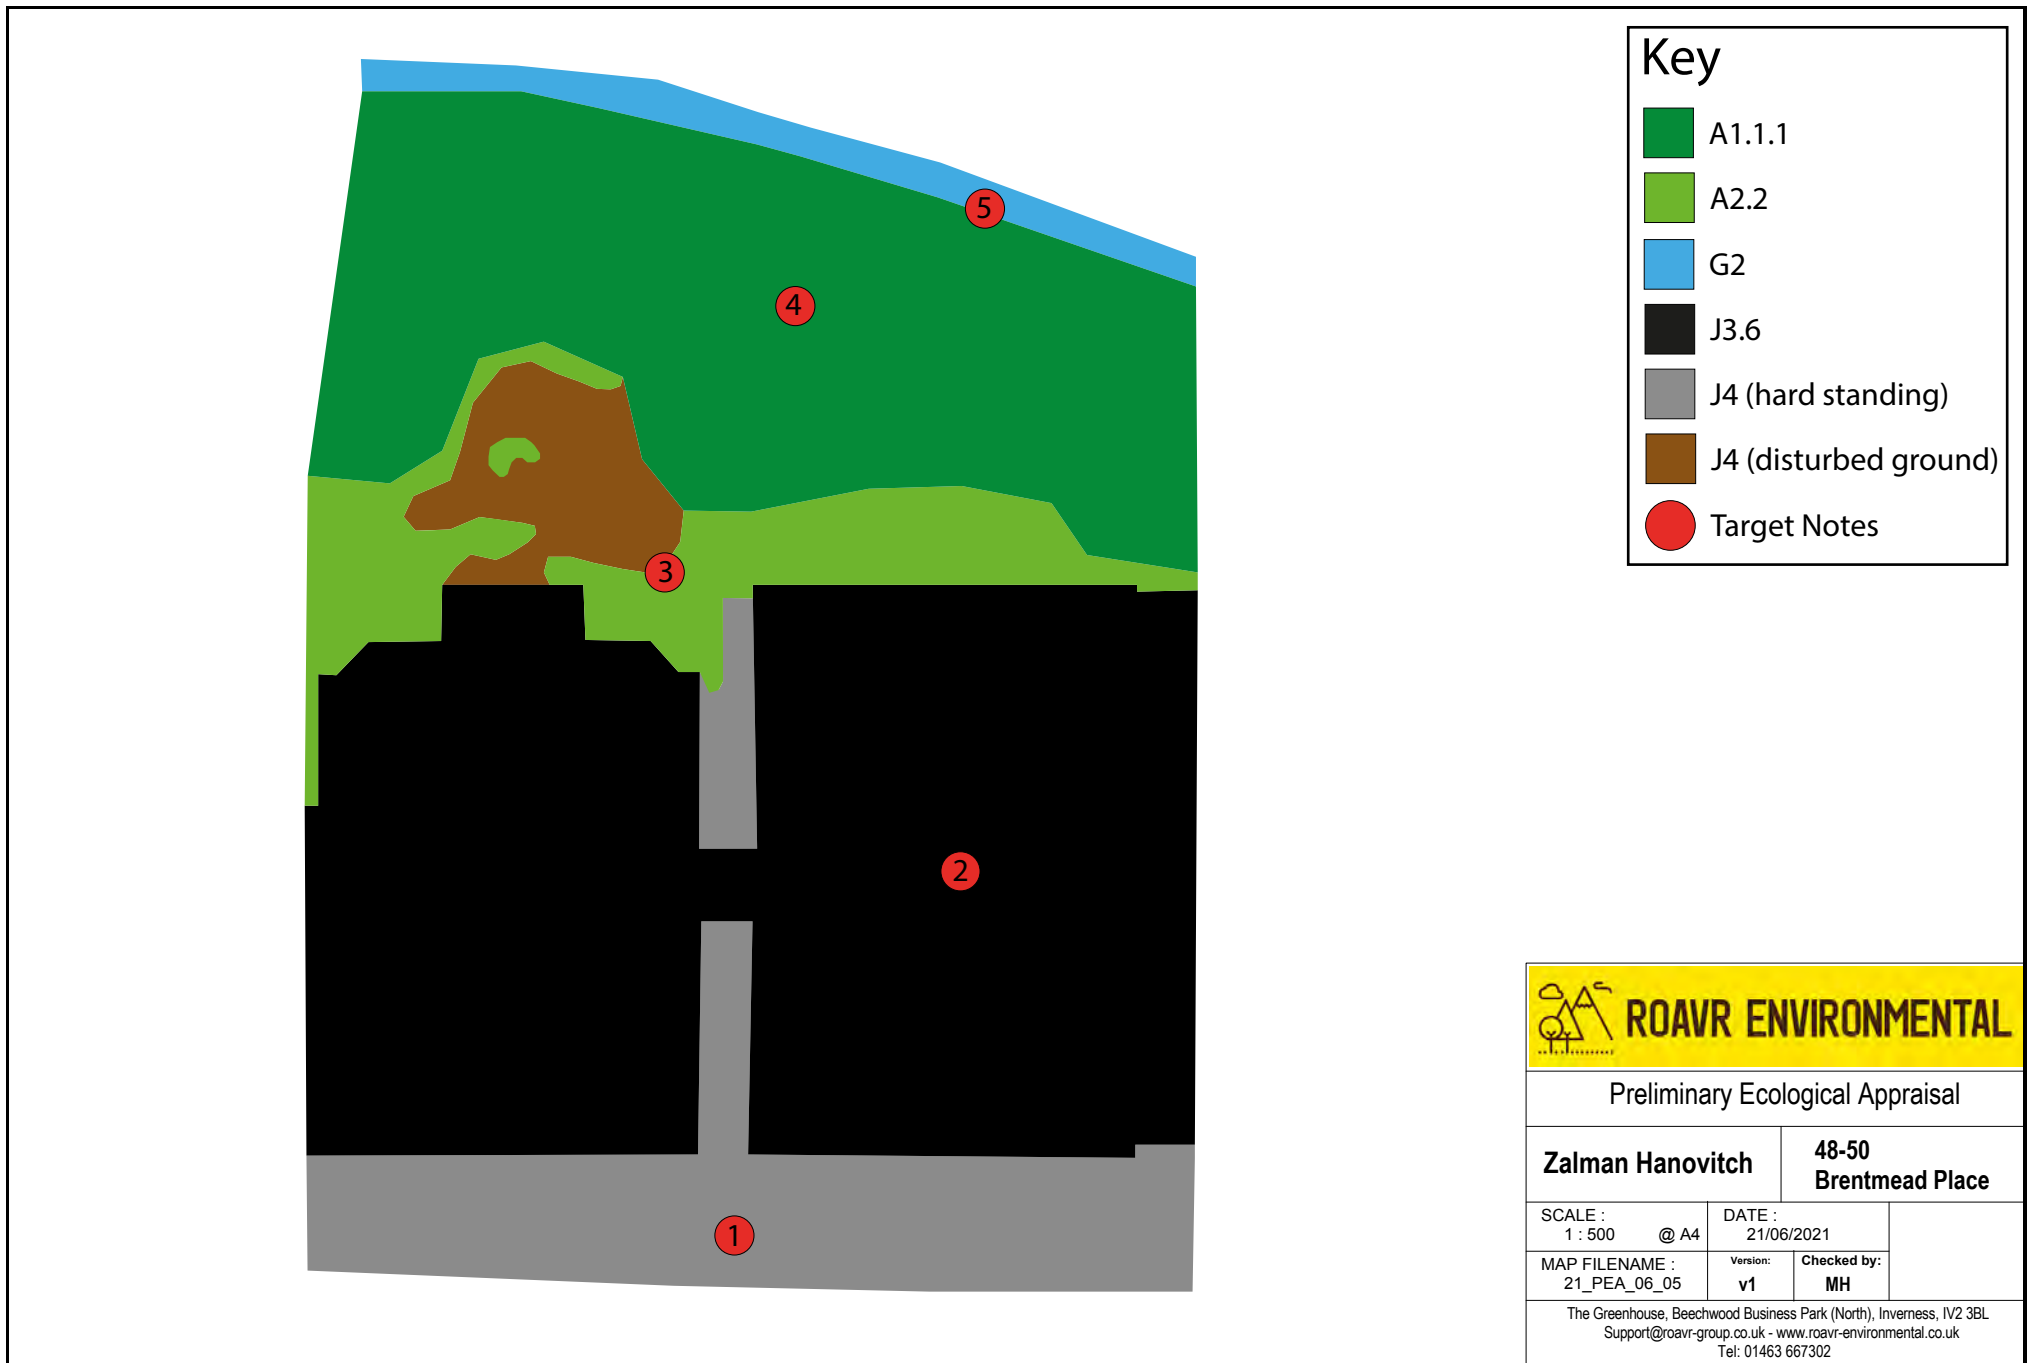 Key
A1.1.1
A2.2
G2
J3.6
J4 (hard standing)
J4 (disturbed ground)
Target Notes
5
4
3
2
1
ROAVR ENVIRONMENTAL
Preliminary Ecological Appraisal
Zalman Hanovitch
48-50
Brentmead Place
SCALE :
1 : 500 @ A4
DATE :
21/06/2021
MAP FILENAME :
21_PEA_06_05
Version:
v1
Checked by:
MH
The Greenhouse, Beechwood Business Park (North), Inverness, IV2 3BL
Support@roavr-group.co.uk - www.roavr-environmental.co.uk
Tel: 01463 667302